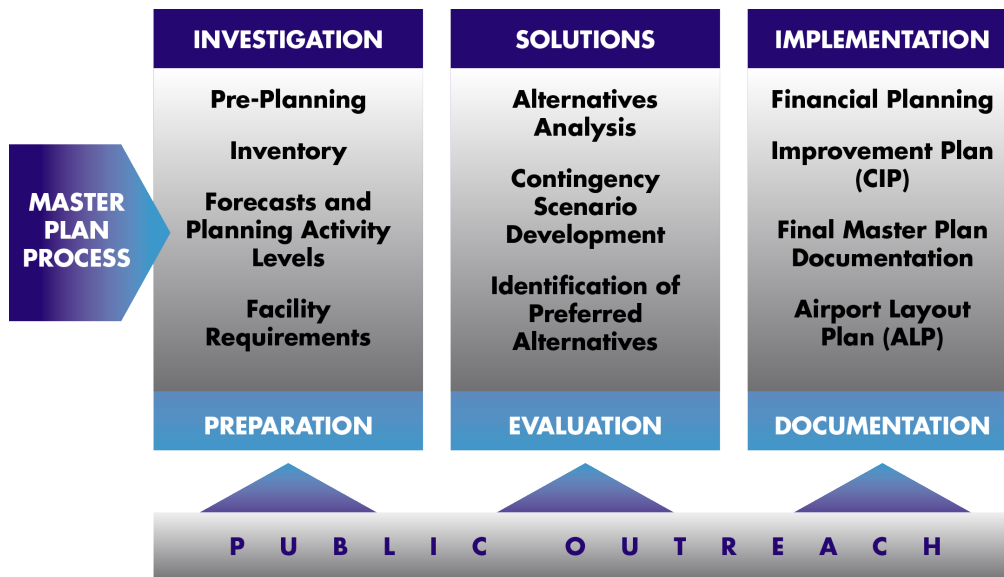 MASTER
PLAN
PROCESS
INVESTIGATION
Pre-Planning
Inventory
Forecasts and
Planning Activity
Levels
Facility
Requirements
PREPARATION
SOLUTIONS
Alternatives
Analysis
Contingency
Scenario
Development
Identification of
Preferred
Alternatives
EVALUATION
IMPLEMENTATION
Financial Planning
Improvement Plan
(CIP)
Final Master Plan
Documentation
Airport Layout
Plan (ALP)
DOCUMENTATION
PUBLIC OUTREACH